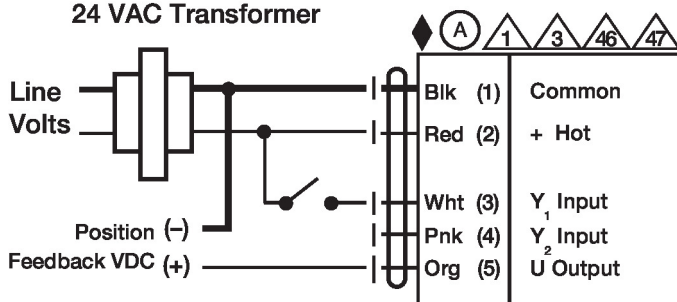 24 VAC Transformer
A 1 3 46 47
Line Volts
Blk (1) Common
Red (2) + Hot
Wht (3) Y1 Input
Position (–)
Pnk (4) Y2 Input
Feedback VDC (+)
Org (5) U Output